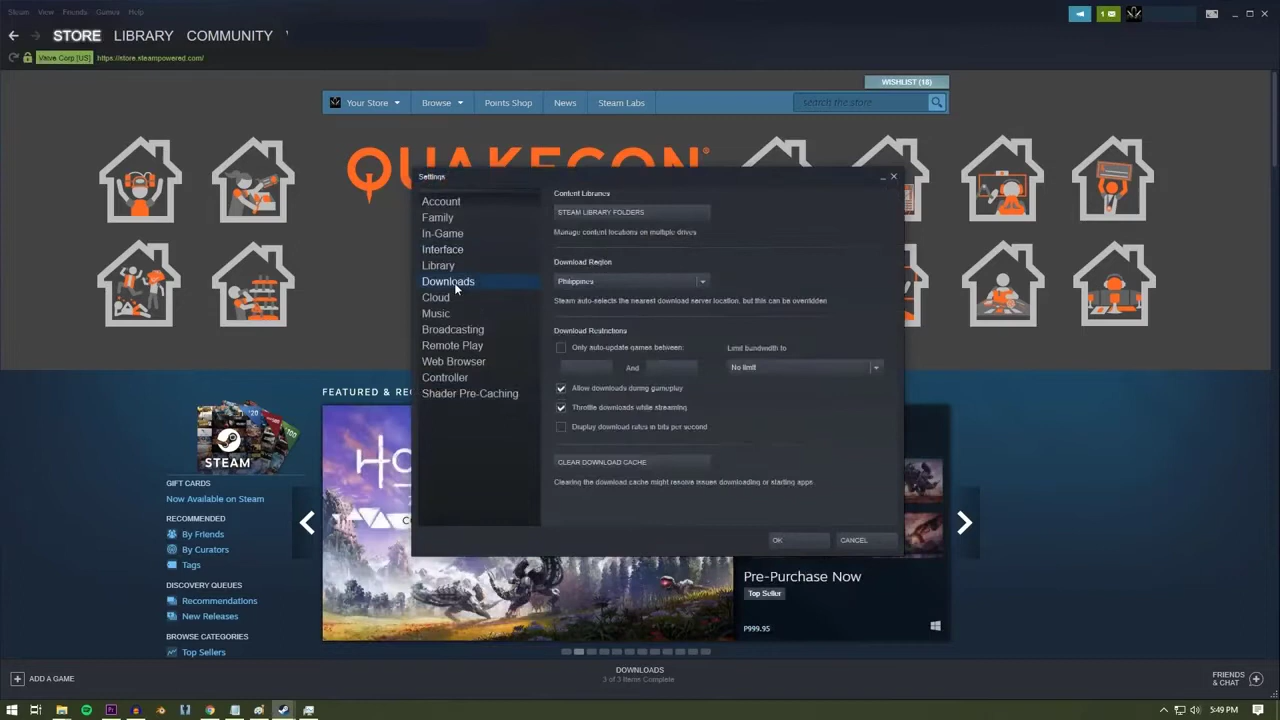 Steam View Friends Games Help
1
STORE LIBRARY COMMUNITY
Valve Corp [US] https://store.steampowered.com/
WISHLIST (18)
Your Store Browse Points Shop News Steam Labs search the store
QUAKECON®
Settings
Account
Family
In-Game
Interface
Library
Downloads
Cloud
Music
Broadcasting
Remote Play
Web Browser
Controller
Shader Pre-Caching
Content Libraries
STEAM LIBRARY FOLDERS
Manage content locations on multiple drives
Download Region
Philippines
Steam auto-selects the nearest download server location, but this can be overridden
Download Restrictions
Only auto-update games between:
And
Limit bandwidth to
No limit
Allow downloads during gameplay
Throttle downloads while streaming
Display download rates in bits per second
CLEAR DOWNLOAD CACHE
Clearing the download cache might resolve issues downloading or starting apps
OK CANCEL
FEATURED & RE
$20
100
STEAM
GIFT CARDS
Now Available on Steam
RECOMMENDED
By Friends
By Curators
Tags
DISCOVERY QUEUES
Recommendations
New Releases
BROWSE CATEGORIES
Top Sellers
Pre-Purchase Now
Top Seller
P999.95
ADD A GAME
DOWNLOADS
3 of 3 Items Complete
FRIENDS
& CHAT
5:49 PM